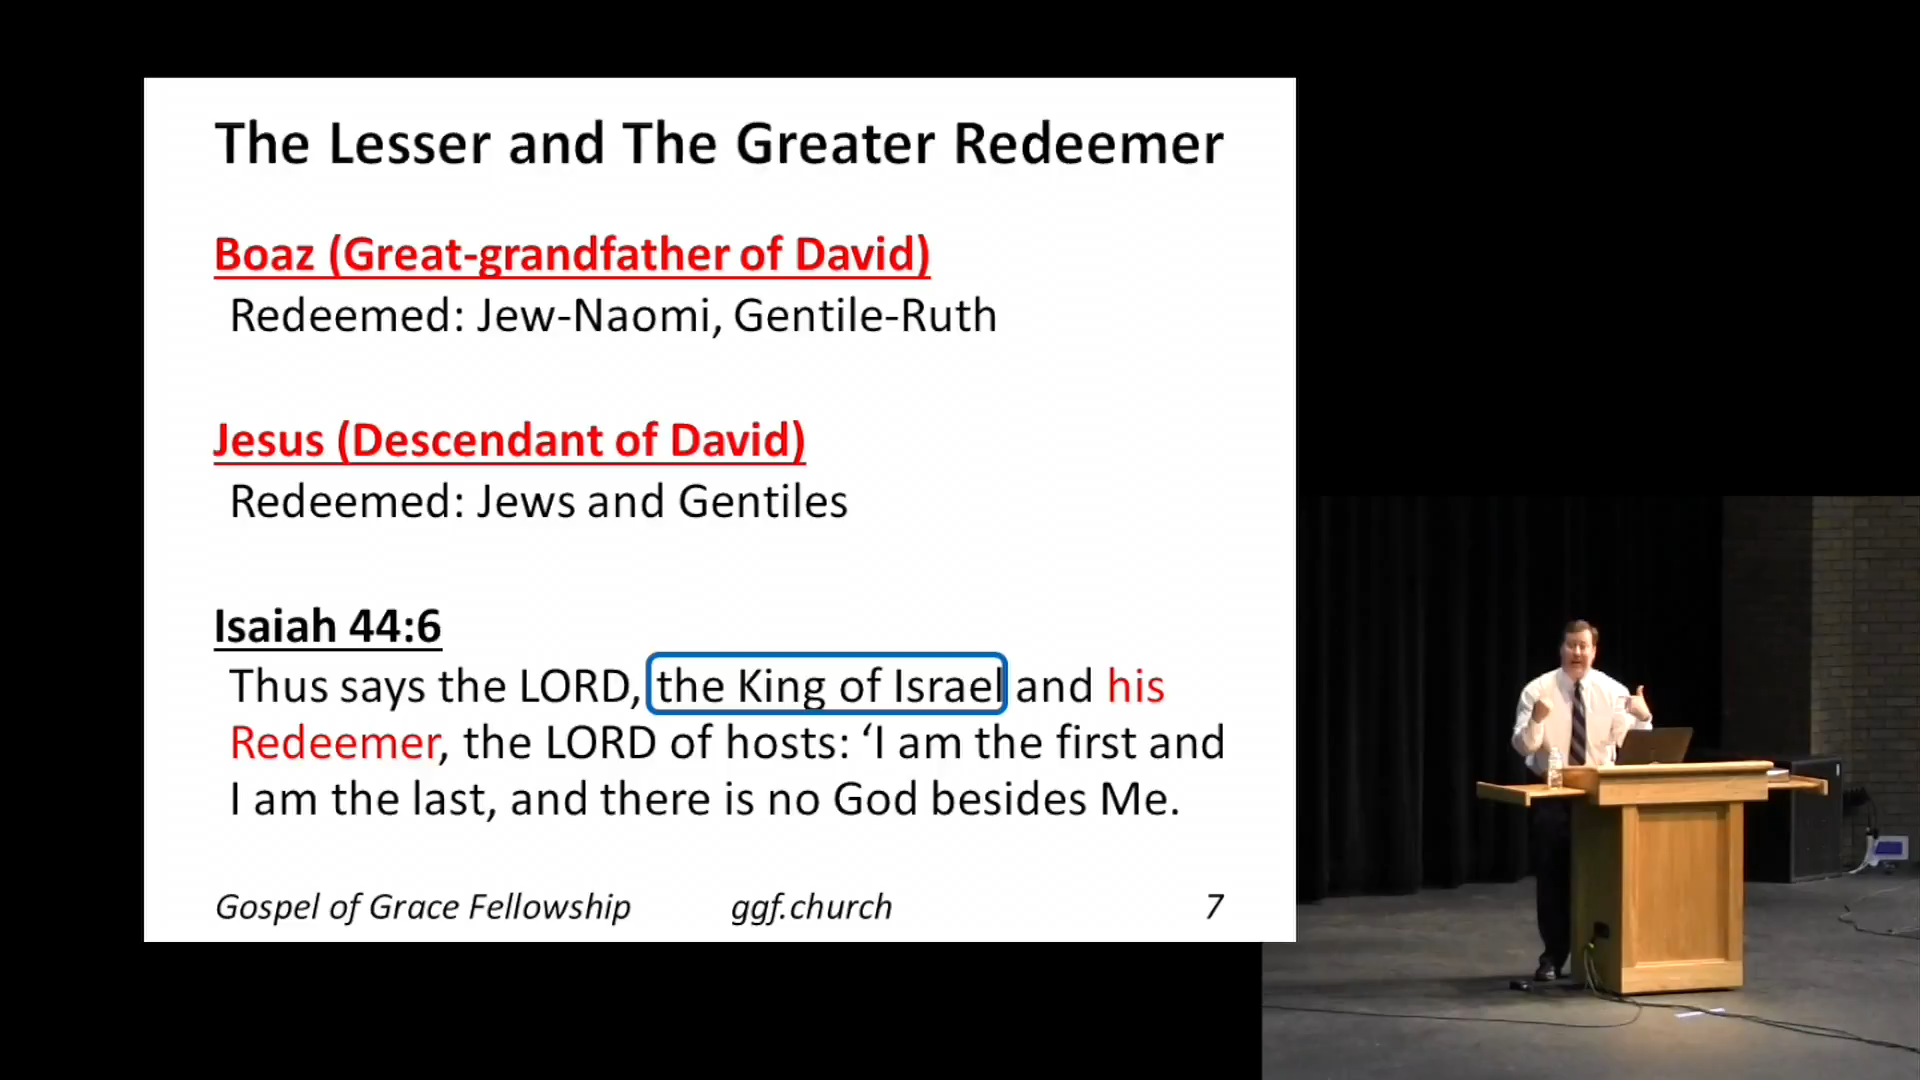 The Lesser and The Greater Redeemer
Boaz (Great-grandfather of David)
Redeemed: Jew-Naomi, Gentile-Ruth
Jesus (Descendant of David)
Redeemed: Jews and Gentiles
Isaiah 44:6
Thus says the LORD, the King of Israel and his
Redeemer, the LORD of hosts: ‘I am the first and
I am the last, and there is no God besides Me.
Gospel of Grace Fellowship ggf.church 7